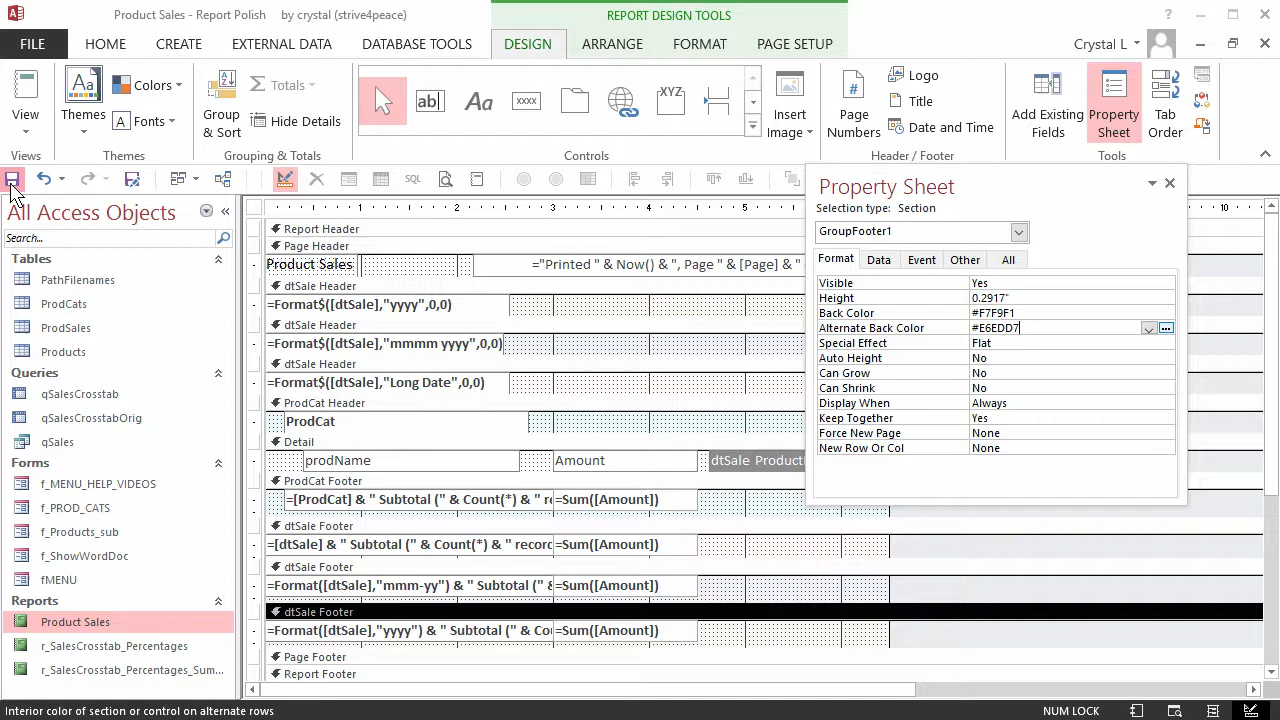 Product Sales - Report Polish by crystal (strive4peace)
REPORT DESIGN TOOLS
?
FILE HOME CREATE EXTERNAL DATA DATABASE TOOLS DESIGN ARRANGE FORMAT PAGE SETUP Crystal L
Views
Themes
Colors
Fonts
Group & Sort
Totals
Hide Details
Insert Image
Page Numbers
Logo
Title
Date and Time
Add Existing Fields
Property Sheet
Tab Order
Views Themes Grouping & Totals Controls Header / Footer Tools
SQL
All Access Objects
Search...
Tables
PathFilenames
ProdCats
ProdSales
Products
Queries
qSalesCrosstab
qSalesCrosstabOrig
qSales
Forms
f_MENU_HELP_VIDEOS
f_PROD_CATS
f_Products_sub
f_ShowWordDoc
fMENU
Reports
Product Sales
r_SalesCrosstab_Percentages
r_SalesCrosstab_Percentages_Sum...
1 2 3 4 5 10
Report Header
Page Header
Product Sales ="Printed " & Now() & ", Page " & [Page] & "
dtSale Header
=Format$([dtSale],"yyyy",0,0)
dtSale Header
=Format$([dtSale],"mmmm yyyy",0,0)
dtSale Header
=Format$([dtSale],"Long Date",0,0)
ProdCat Header
ProdCat
Detail
prodName Amount dtSale
ProdCat Footer
=[ProdCat] & " Subtotal (" & Count(*) & " re =Sum([Amount])
dtSale Footer
=[dtSale] & " Subtotal (" & Count(*) & " record =Sum([Amount])
dtSale Footer
=Format([dtSale],"mmm-yy") & " Subtotal (" & =Sum([Amount])
dtSale Footer
=Format([dtSale],"yyyy") & " Subtotal (" & Cou =Sum([Amount])
Page Footer
Report Footer
Property Sheet
Selection type: Section
GroupFooter1
Format Data Event Other All
Visible Yes
Height 0.2917"
Back Color #F7F9F1
Alternate Back Color #E6EDD7
Special Effect Flat
Auto Height No
Can Grow No
Can Shrink No
Display When Always
Keep Together Yes
Force New Page None
New Row Or Col None
Interior color of section or control on alternate rows
NUM LOCK